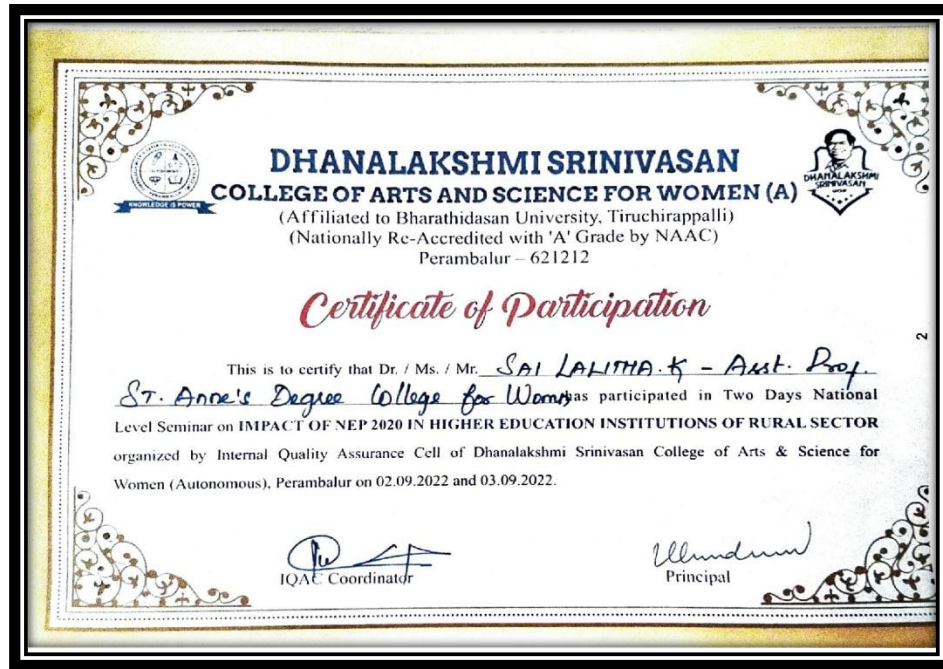 DHANALAKSHMI SRINIVASAN
COLLEGE OF ARTS AND SCIENCE FOR WOMEN (A)
KNOWLEDGE IS POWER
DHANALAKSHMI
SRINIVASAN
GROUP
(Affiliated to Bharathidasan University, Tiruchirappalli)
(Nationally Re-Accredited with 'A' Grade by NAAC)
Perambalur – 621212
Certificate of Participation
2
This is to certify that Dr. / Ms. / Mr. SAI LALITHA. K – Asst. Prof.
ST. Anne's Degree College for Women has participated in Two Days National
Level Seminar on IMPACT OF NEP 2020 IN HIGHER EDUCATION INSTITUTIONS OF RURAL SECTOR
organized by Internal Quality Assurance Cell of Dhanalakshmi Srinivasan College of Arts & Science for
Women (Autonomous), Perambalur on 02.09.2022 and 03.09.2022.
IQAC Coordinator
Principal